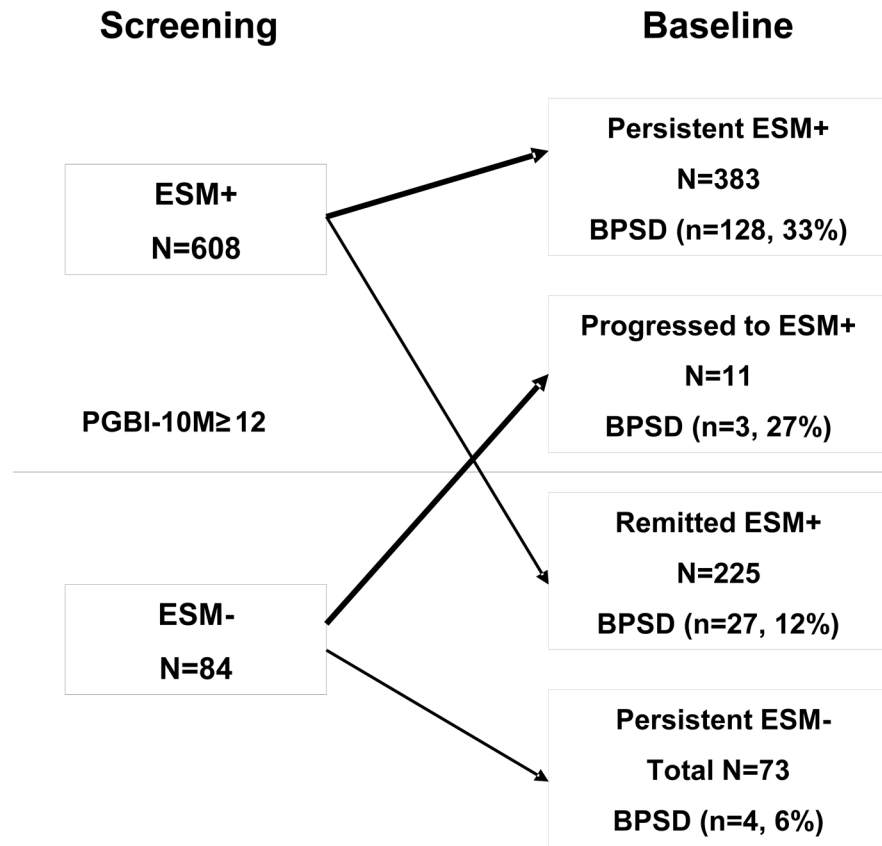 Screening
Baseline
ESM+
N=608
PGBI-10M≥12
ESM-
N=84
Persistent ESM+
N=383
BPSD (n=128, 33%)
Progressed to ESM+
N=11
BPSD (n=3, 27%)
Remitted ESM+
N=225
BPSD (n=27, 12%)
Persistent ESM-
Total N=73
BPSD (n=4, 6%)